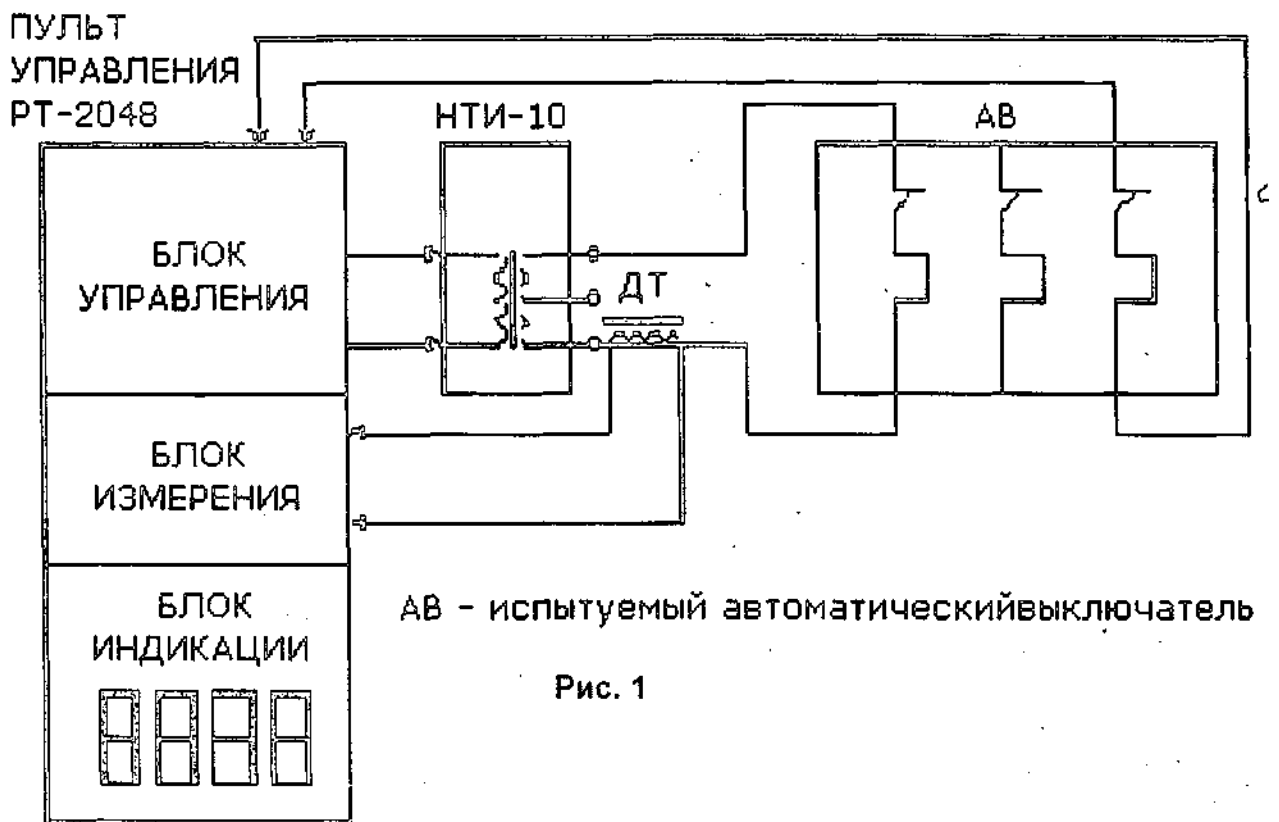 ПУЛЬТ
УПРАВЛЕНИЯ
РТ-2048
НТИ-10
АВ
БЛОК
УПРАВЛЕНИЯ
ДТ
БЛОК
ИЗМЕРЕНИЯ
БЛОК
ИНДИКАЦИИ
АВ - испытуемый автоматическийвыключатель
Рис. 1